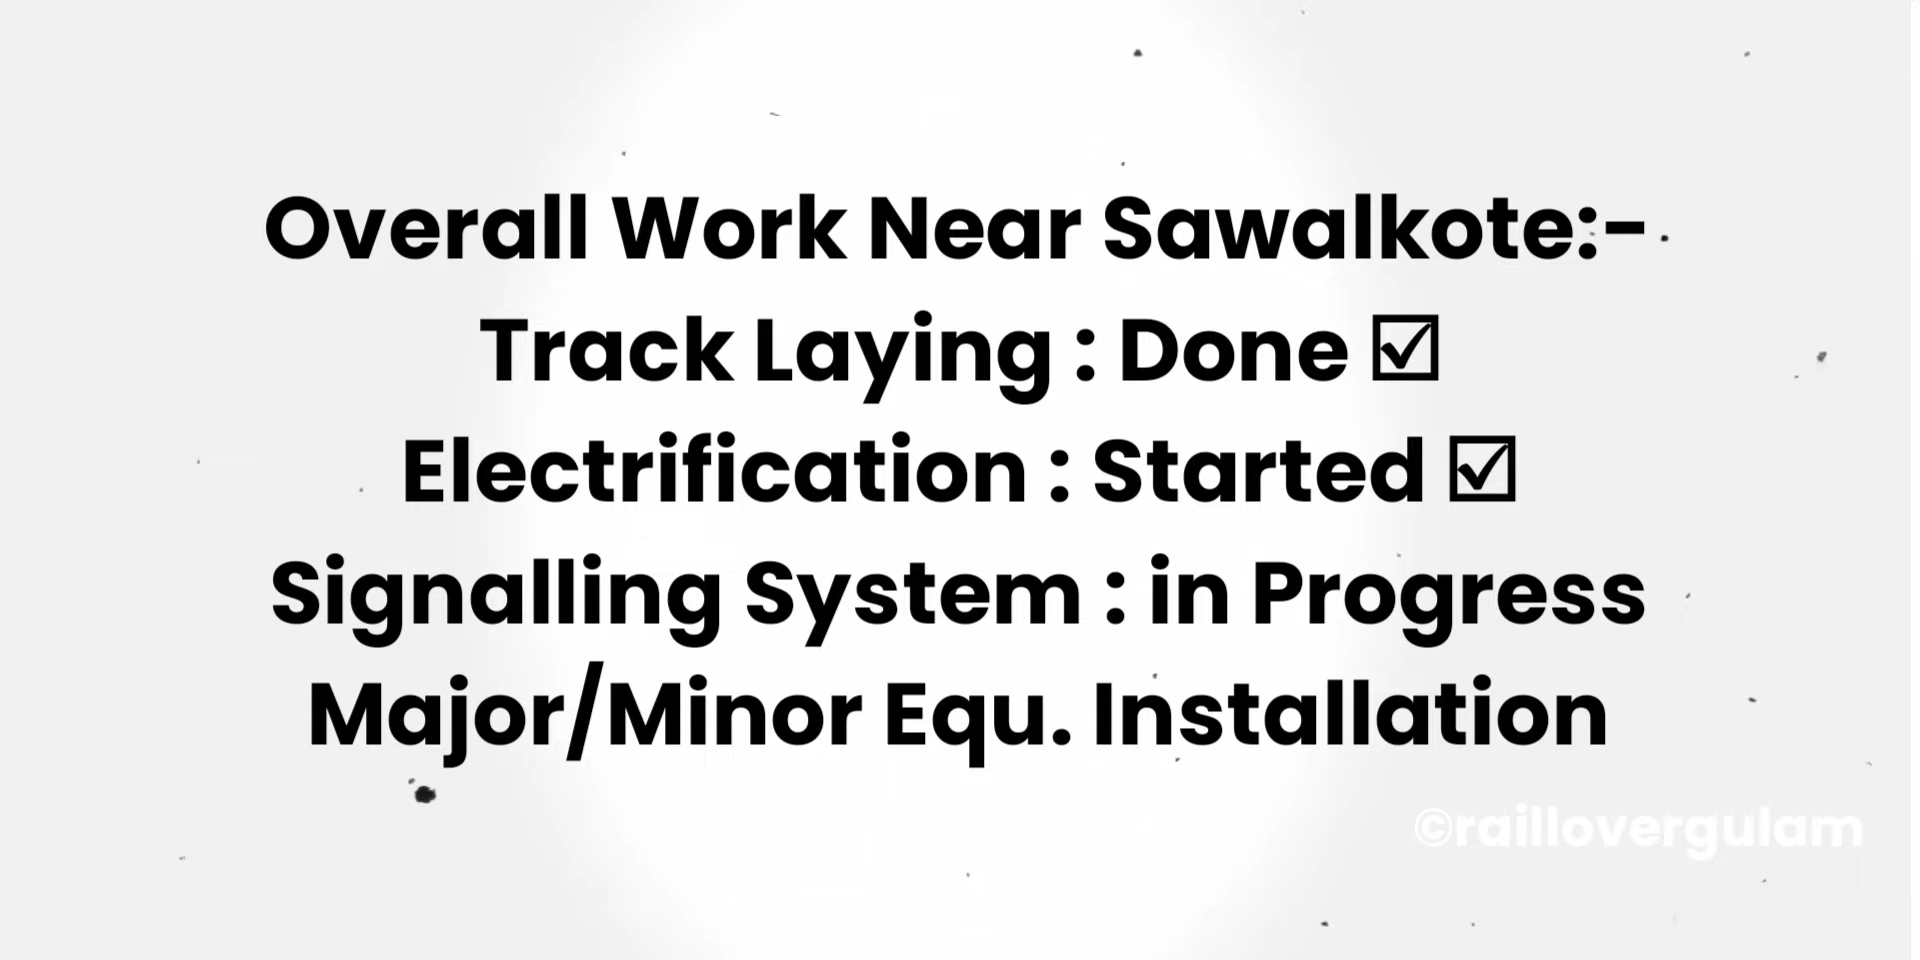 Overall Work Near Sawalkote:-
Track Laying : Done ☑
Electrification : Started ☑
Signalling System : in Progress
Major/Minor Equ. Installation
©raillovergulam